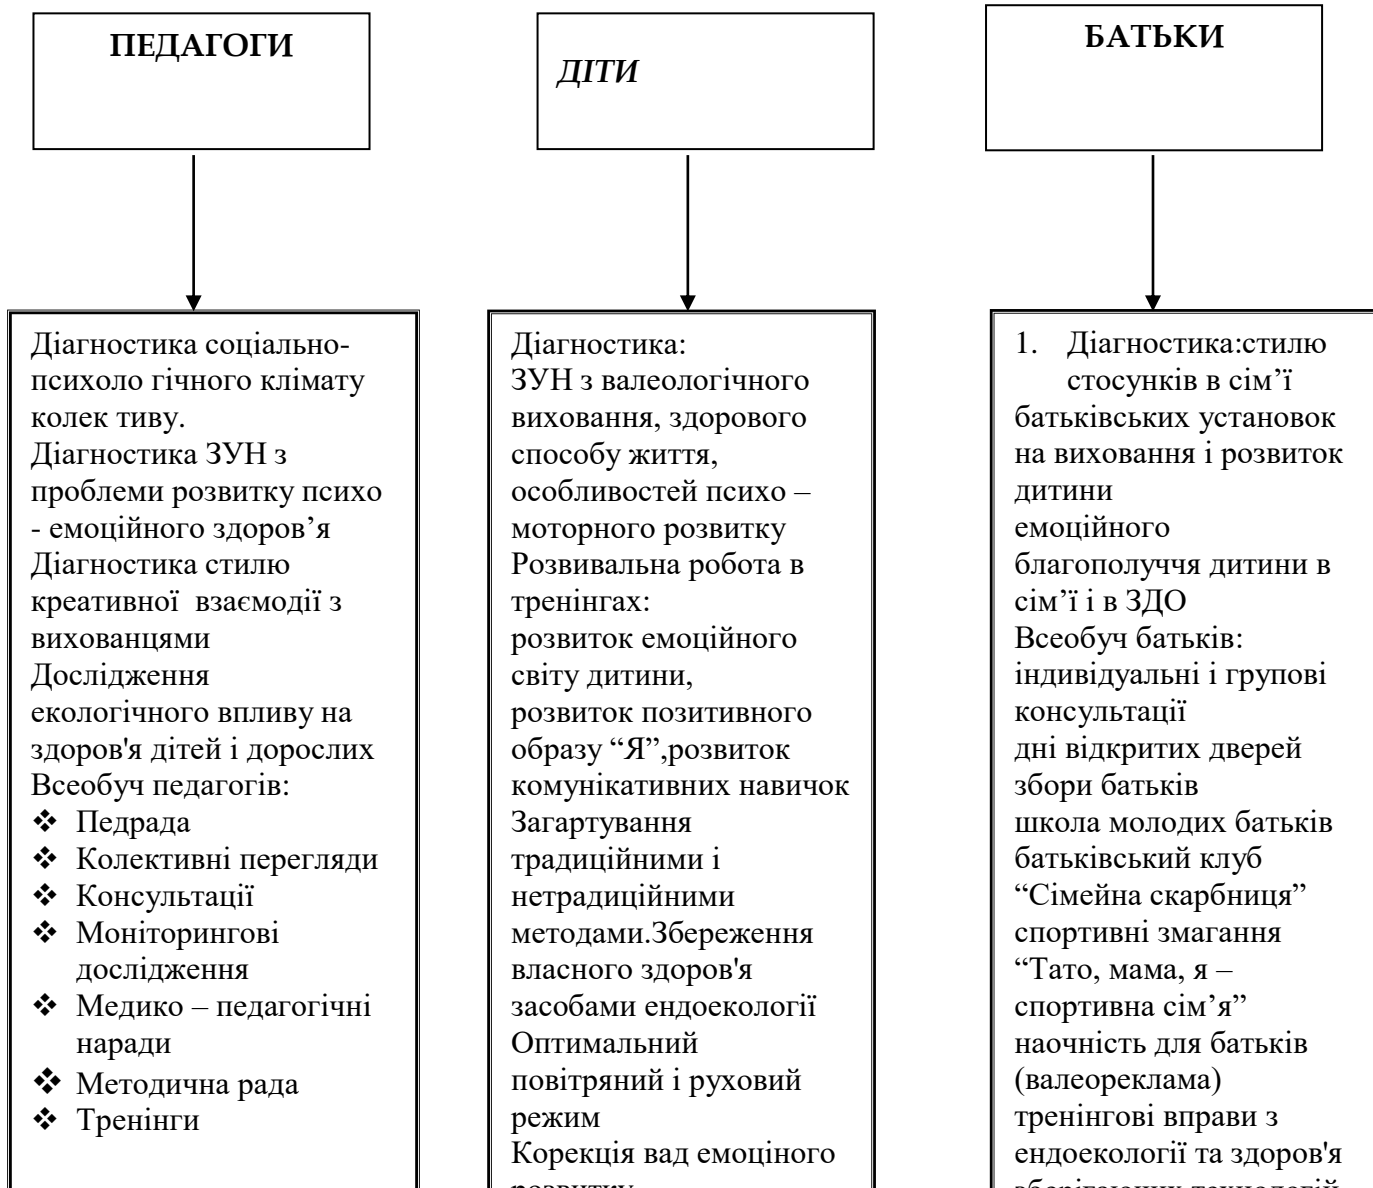 ПЕДАГОГИ
ДІТИ
БАТЬКИ
Діагностика соціально-
психоло гічного клімату
колек тиву.
Діагностика ЗУН з
проблеми розвитку психо
- емоційного здоров’я
Діагностика стилю
креативної  взаємодії з
вихованцями
Дослідження
екологічного впливу на
здоров'я дітей і дорослих
Всеобуч педагогів:
❖ Педрада
❖ Колективні перегляди
❖ Консультації
❖ Моніторингові
дослідження
❖ Медико – педагогічні
наради
❖ Методична рада
❖ Тренінги
Діагностика:
ЗУН з валеологічного
виховання, здорового
способу життя,
особливостей психо –
моторного розвитку
Розвивальна робота в
тренінгах:
розвиток емоційного
світу дитини,
розвиток позитивного
образу “Я”,розвиток
комунікативних навичок
Загартування
традиційними і
нетрадиційними
методами.Збереження
власного здоров'я
засобами ендоекології
Оптимальний
повітряний і руховий
режим
Корекція вад емоціного
розвитку
1. Діагностика:стилю
стосунків в сім’ї
батьківських установок
на виховання і розвиток
дитини
емоційного
благополуччя дитини в
сім’ї і в ЗДО
Всеобуч батьків:
індивідуальні і групові
консультації
дні відкритих дверей
збори батьків
школа молодих батьків
батьківський клуб
“Сімейна скарбниця”
спортивні змагання
“Тато, мама, я –
спортивна сім’я”
наочність для батьків
(валеореклама)
тренінгові вправи з
ендоекології та здоров'я
зберігаючих технологій